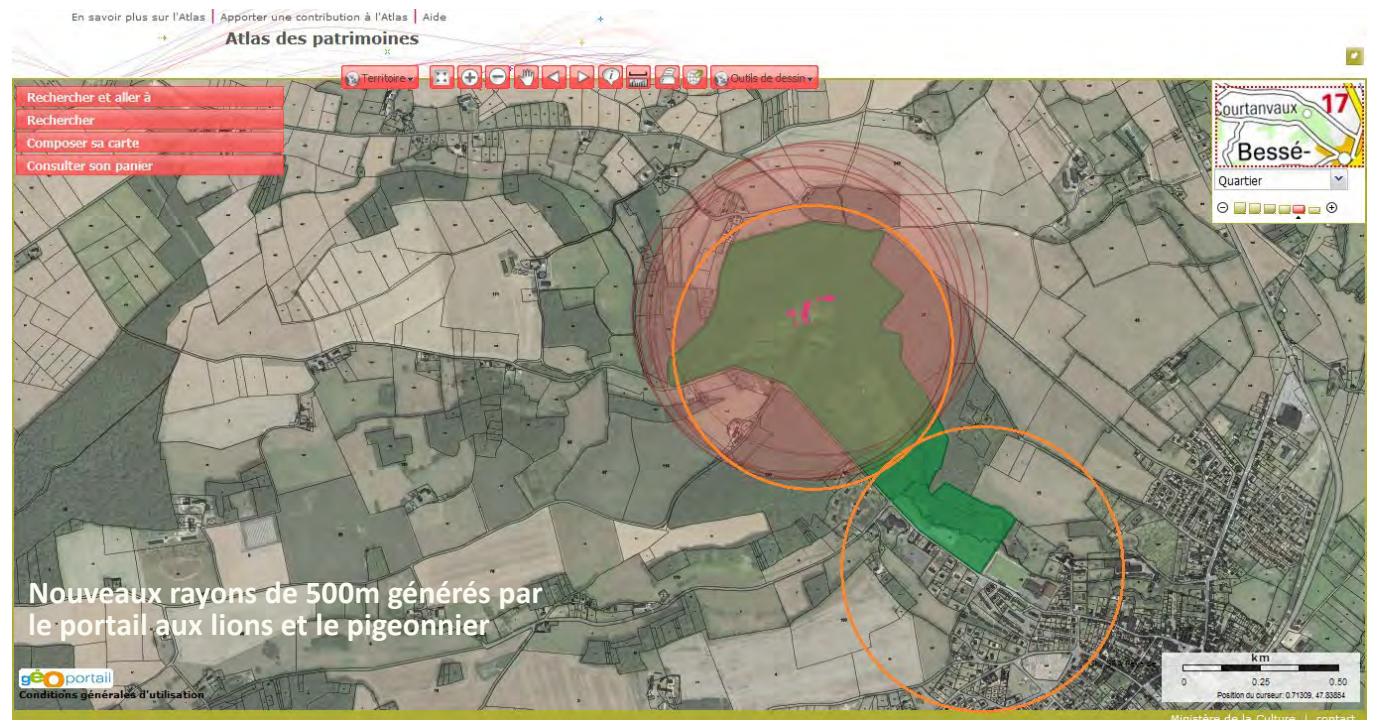 En savoir plus sur l'Atlas | Apporter une contribution à l'Atlas | Aide
Atlas des patrimoines
Territoire
Outils de dessin
Rechercher et aller à
Rechercher
Composer sa carte
Consulter son panier
ourtanvaux 17
Bessé-
Quartier
Nouveaux rayons de 500m générés par
le portail aux lions et le pigeonnier
géoportail
Conditions générales d'utilisation
km
0 0.25 0.50
Position du curseur: 0.71309, 47.83854
Ministère de la Culture | contact